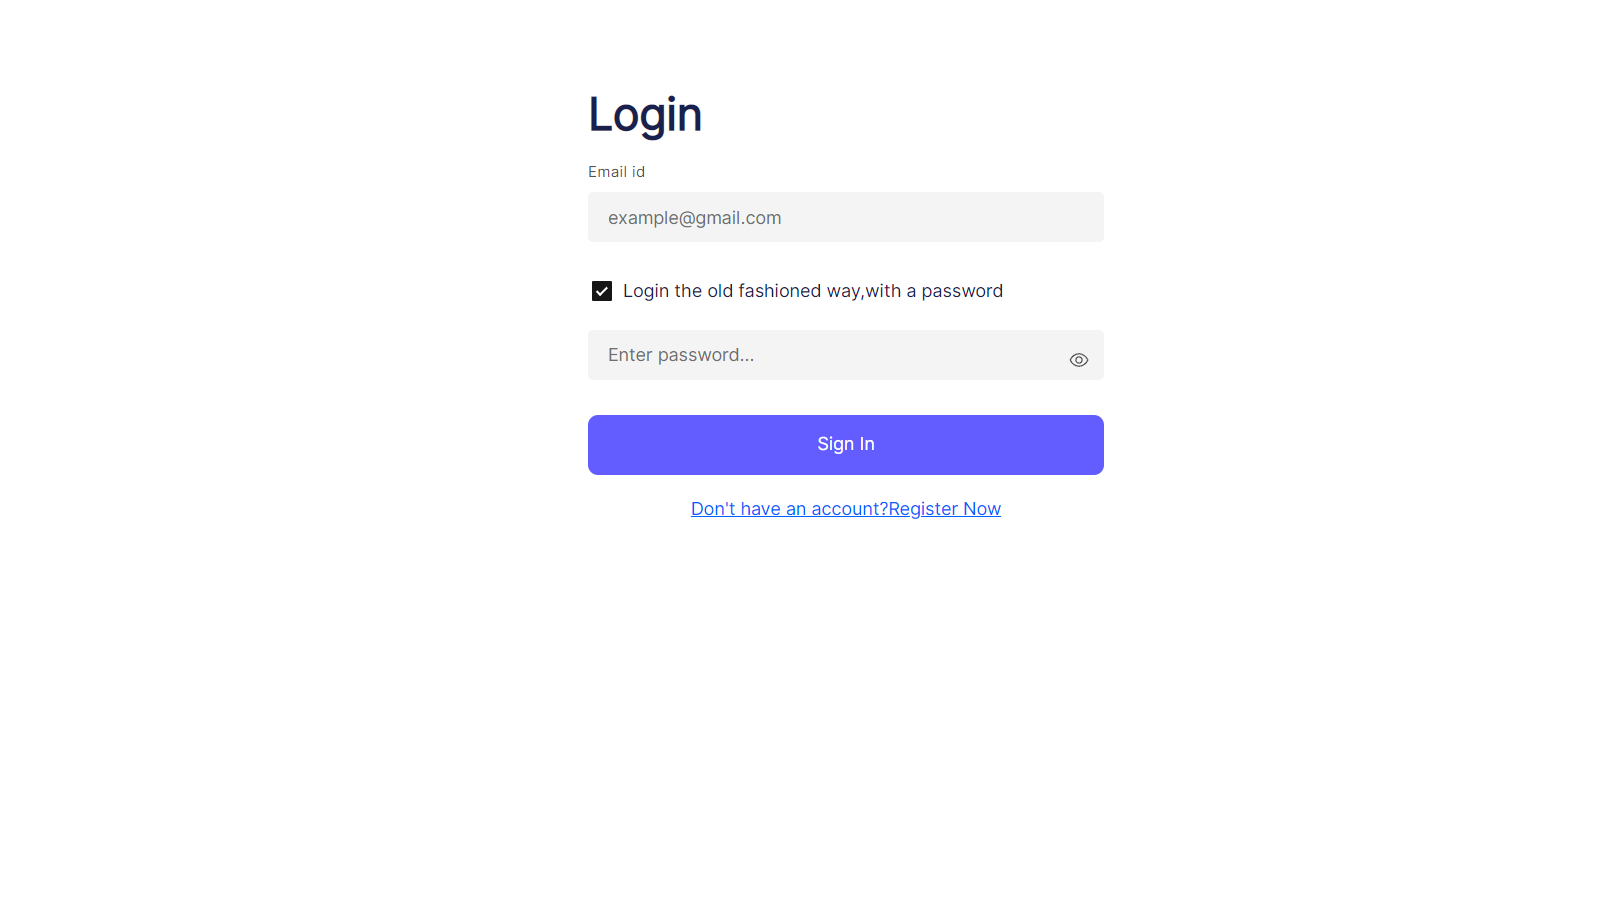 Login
Email id
example@gmail.com
Login the old fashioned way,with a password
Enter password...
Sign In
Don't have an account?Register Now